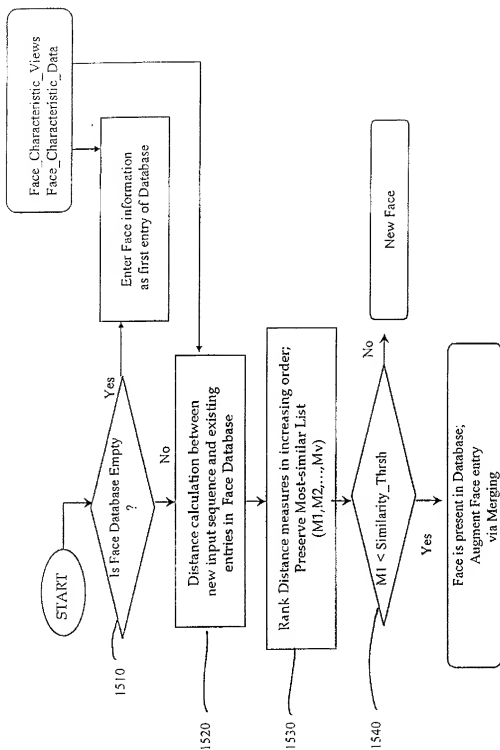 START
Face_Characteristic_Views
Face_Characteristic_Data
1510
Is Face Database Empty
?
Yes
Enter Face information
as first entry of Database
No
1520
Distance calculation between
new input sequence and existing
entries in Face Database
1530
Rank Distance measures in increasing order;
Preserve Most-similar List
(M1,M2,...,Mv)
1540
M1 < Similarity_Thrsh
No
New Face
Yes
Face is present in Database;
Augment Face entry
via Merging